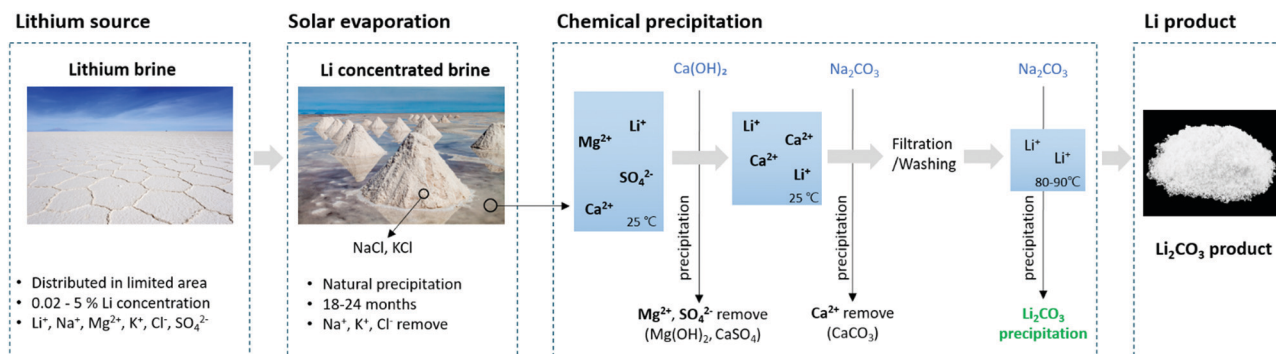 Lithium source
Lithium brine
• Distributed in limited area
• 0.02 - 5 % Li concentration
• Li⁺, Na⁺, Mg²⁺, K⁺, Cl⁻, SO₄²⁻
Solar evaporation
Li concentrated brine
NaCl, KCl
• Natural precipitation
• 18-24 months
• Na⁺, K⁺, Cl⁻ remove
Chemical precipitation
Ca(OH)₂
Na₂CO₃
Na₂CO₃
Li⁺
Mg²⁺
SO₄²⁻
Ca²⁺
25 ℃
precipitation
Mg²⁺, SO₄²⁻ remove
(Mg(OH)₂, CaSO₄)
Li⁺
Ca²⁺
Ca²⁺
Li⁺
25 ℃
precipitation
Ca²⁺ remove
(CaCO₃)
Filtration
/Washing
Li⁺
Li⁺
80-90℃
precipitation
Li₂CO₃
precipitation
Li product
Li₂CO₃ product